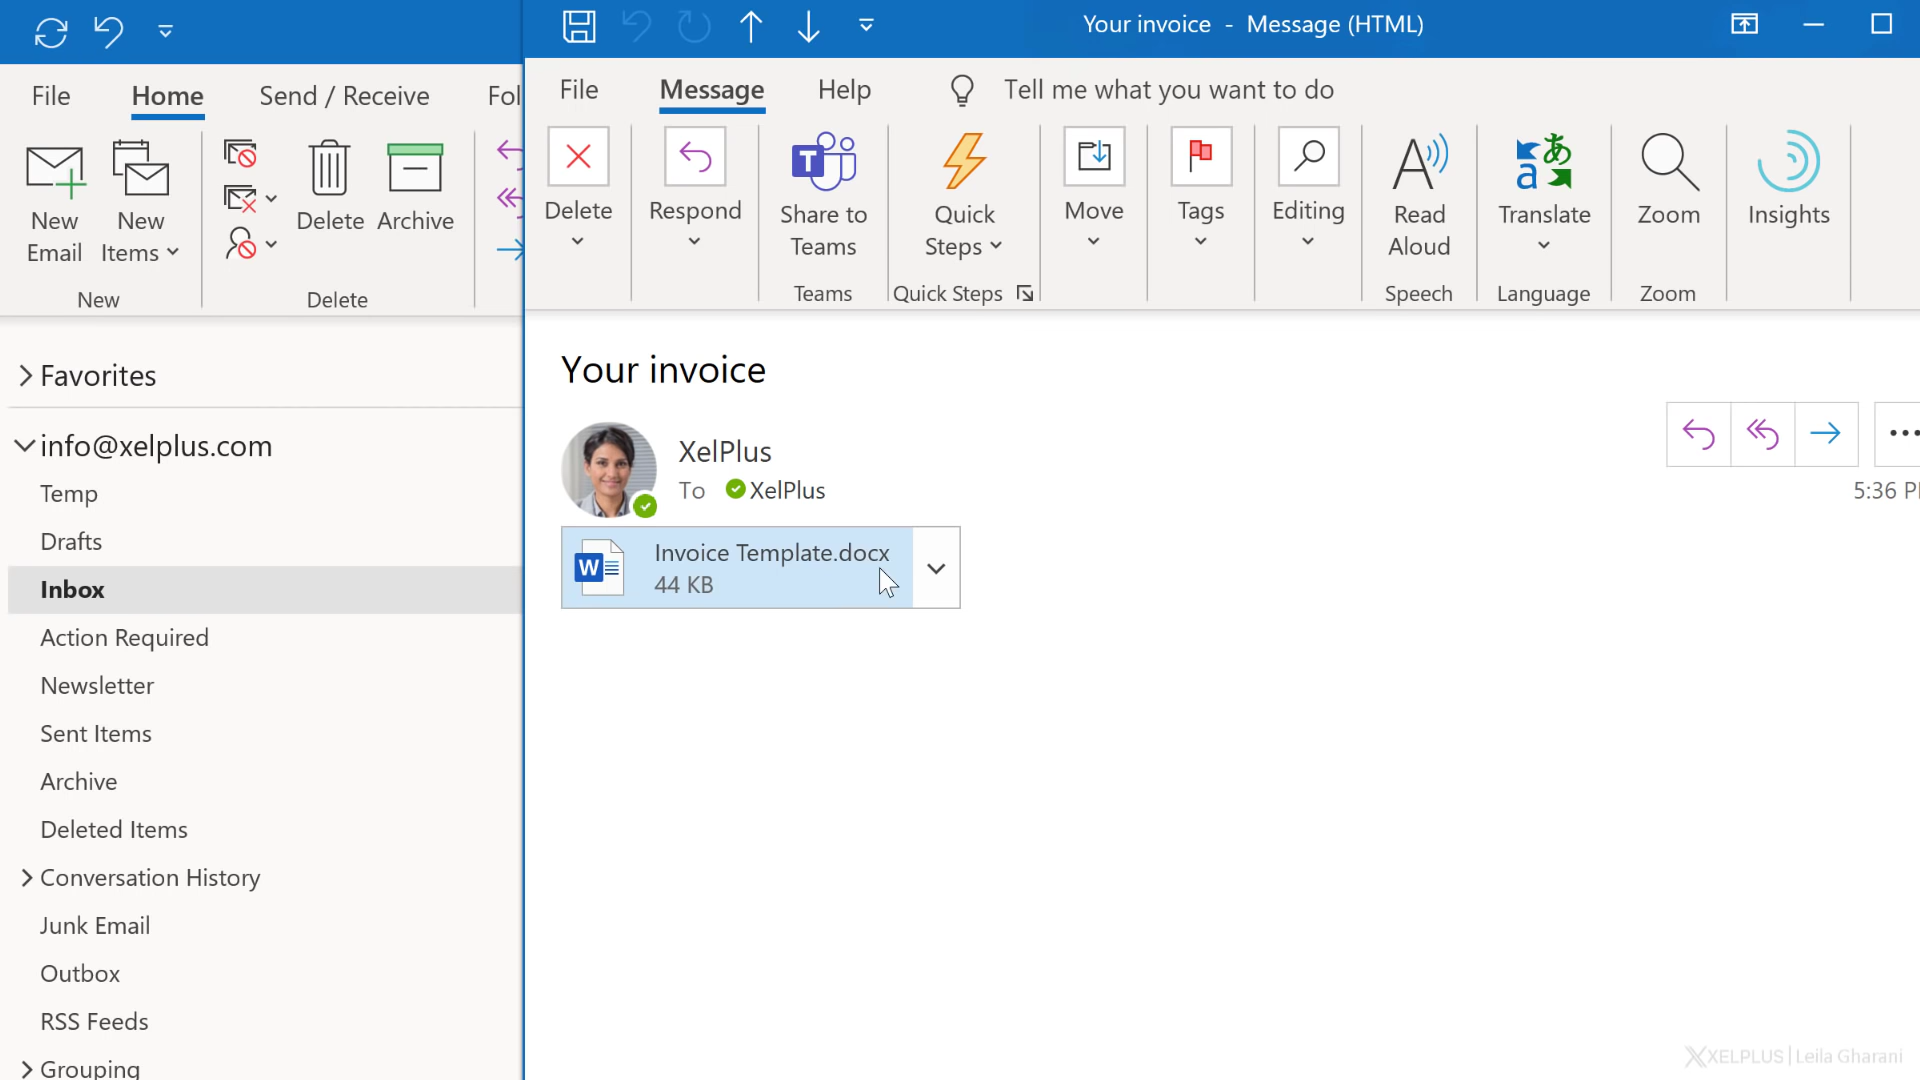 Your invoice - Message (HTML)
File
Home
Send / Receive
Fol
File
Message
Help
Tell me what you want to do
New
Email
New
Items
Delete
Archive
New
Delete
Delete
Respond
Share to
Teams
Quick
Steps
Move
Tags
Editing
Read
Aloud
Translate
Zoom
Insights
Teams
Quick Steps
Speech
Language
Zoom
Favorites
info@xelplus.com
Temp
Drafts
Inbox
Action Required
Newsletter
Sent Items
Archive
Deleted Items
Conversation History
Junk Email
Outbox
RSS Feeds
Grouping
Your invoice
XelPlus
To XelPlus
5:36 P
Invoice Template.docx
44 KB
XELPLUS | Leila Gharani